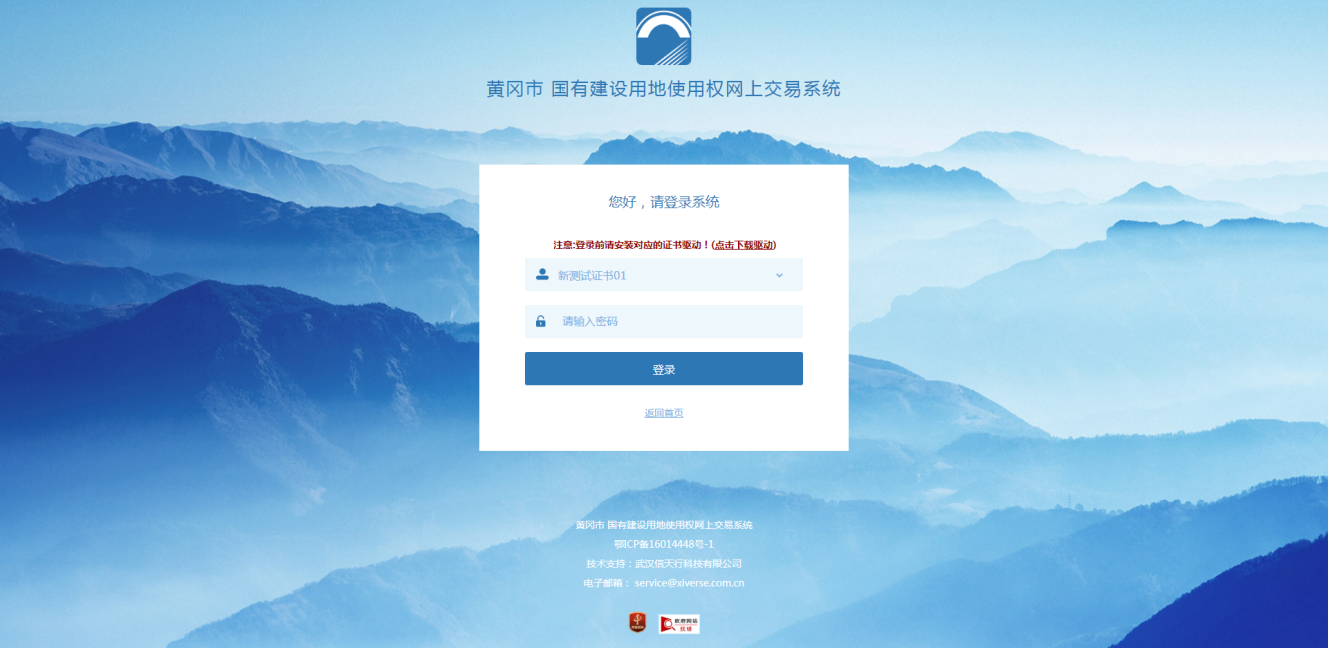 黄冈市 国有建设用地使用权网上交易系统
您好，请登录系统
注意:登录前请安装对应的证书驱动！(点击下载驱动)
新测试证书01
请输入密码
登录
返回首页
黄冈市 国有建设用地使用权网上交易系统
鄂ICP备16014448号-1
技术支持：武汉信天行科技有限公司
电子邮箱： service@xiverse.com.cn
政府网站
找错